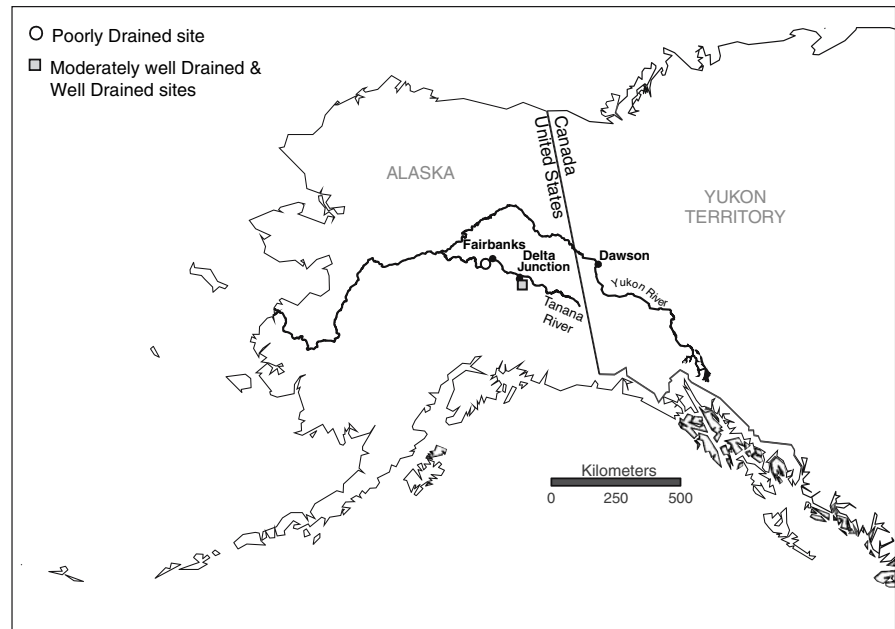 Poorly Drained site
Moderately well Drained &
Well Drained sites
Canada
United States
ALASKA
YUKON
TERRITORY
Fairbanks
Delta
Junction
Dawson
Yukon River
Tanana
River
Kilometers
0 250 500